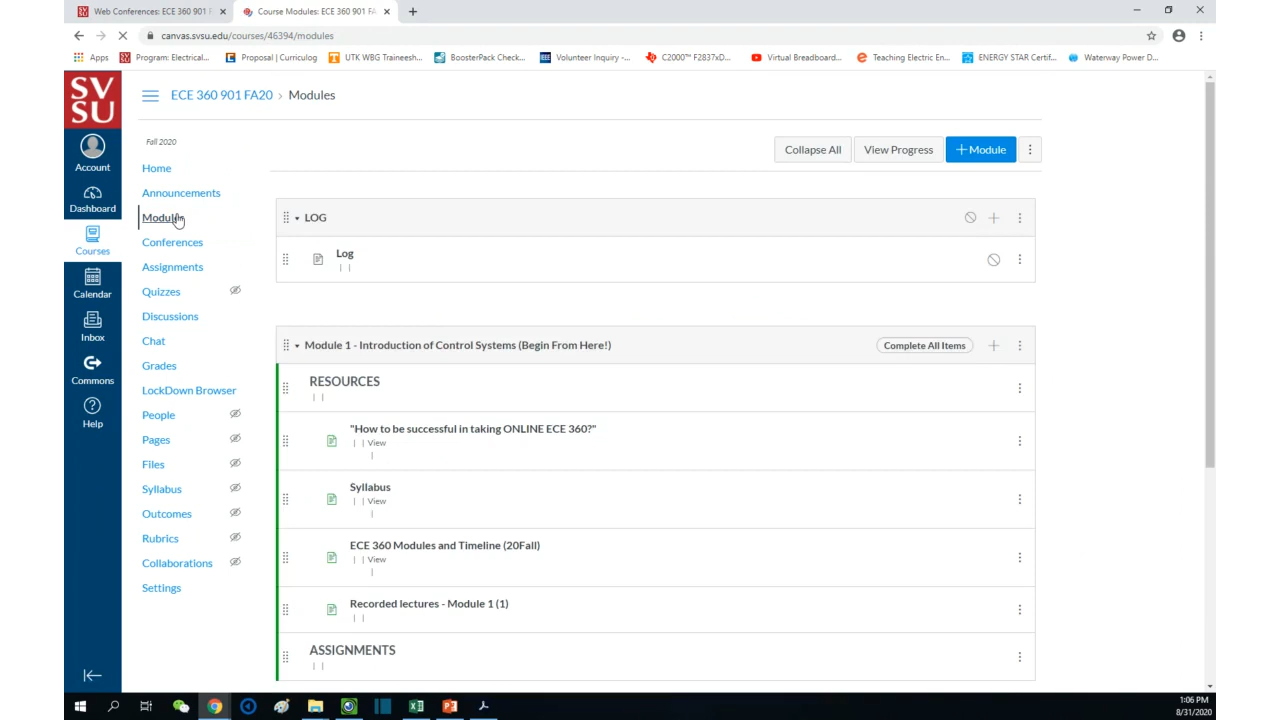 Web Conferences: ECE 360 901 F
Course Modules: ECE 360 901 FA
canvas.svsu.edu/courses/46394/modules
Apps
Program: Electrical...
Proposal | Curriculog
UTK WBG Traineesh...
BoosterPack Check...
IEEE
Volunteer Inquiry -...
C2000™ F2837xD...
Virtual Breadboard...
Teaching Electric En...
ENERGY STAR Certif...
Waterway Power D...
SV
SU
ECE 360 901 FA20 › Modules
Account
Dashboard
Courses
Calendar
Inbox
Commons
Help
Fall 2020
Home
Announcements
Modules
Conferences
Assignments
Quizzes
Discussions
Chat
Grades
LockDown Browser
People
Pages
Files
Syllabus
Outcomes
Rubrics
Collaborations
Settings
Collapse All
View Progress
+ Module
LOG
Log
| |
Module 1 - Introduction of Control Systems (Begin From Here!)
Complete All Items
RESOURCES
| |
"How to be successful in taking ONLINE ECE 360?"
| | View
|
Syllabus
| | View
|
ECE 360 Modules and Timeline (20Fall)
| | View
|
Recorded lectures - Module 1 (1)
| |
ASSIGNMENTS
| |
1:06 PM
8/31/2020